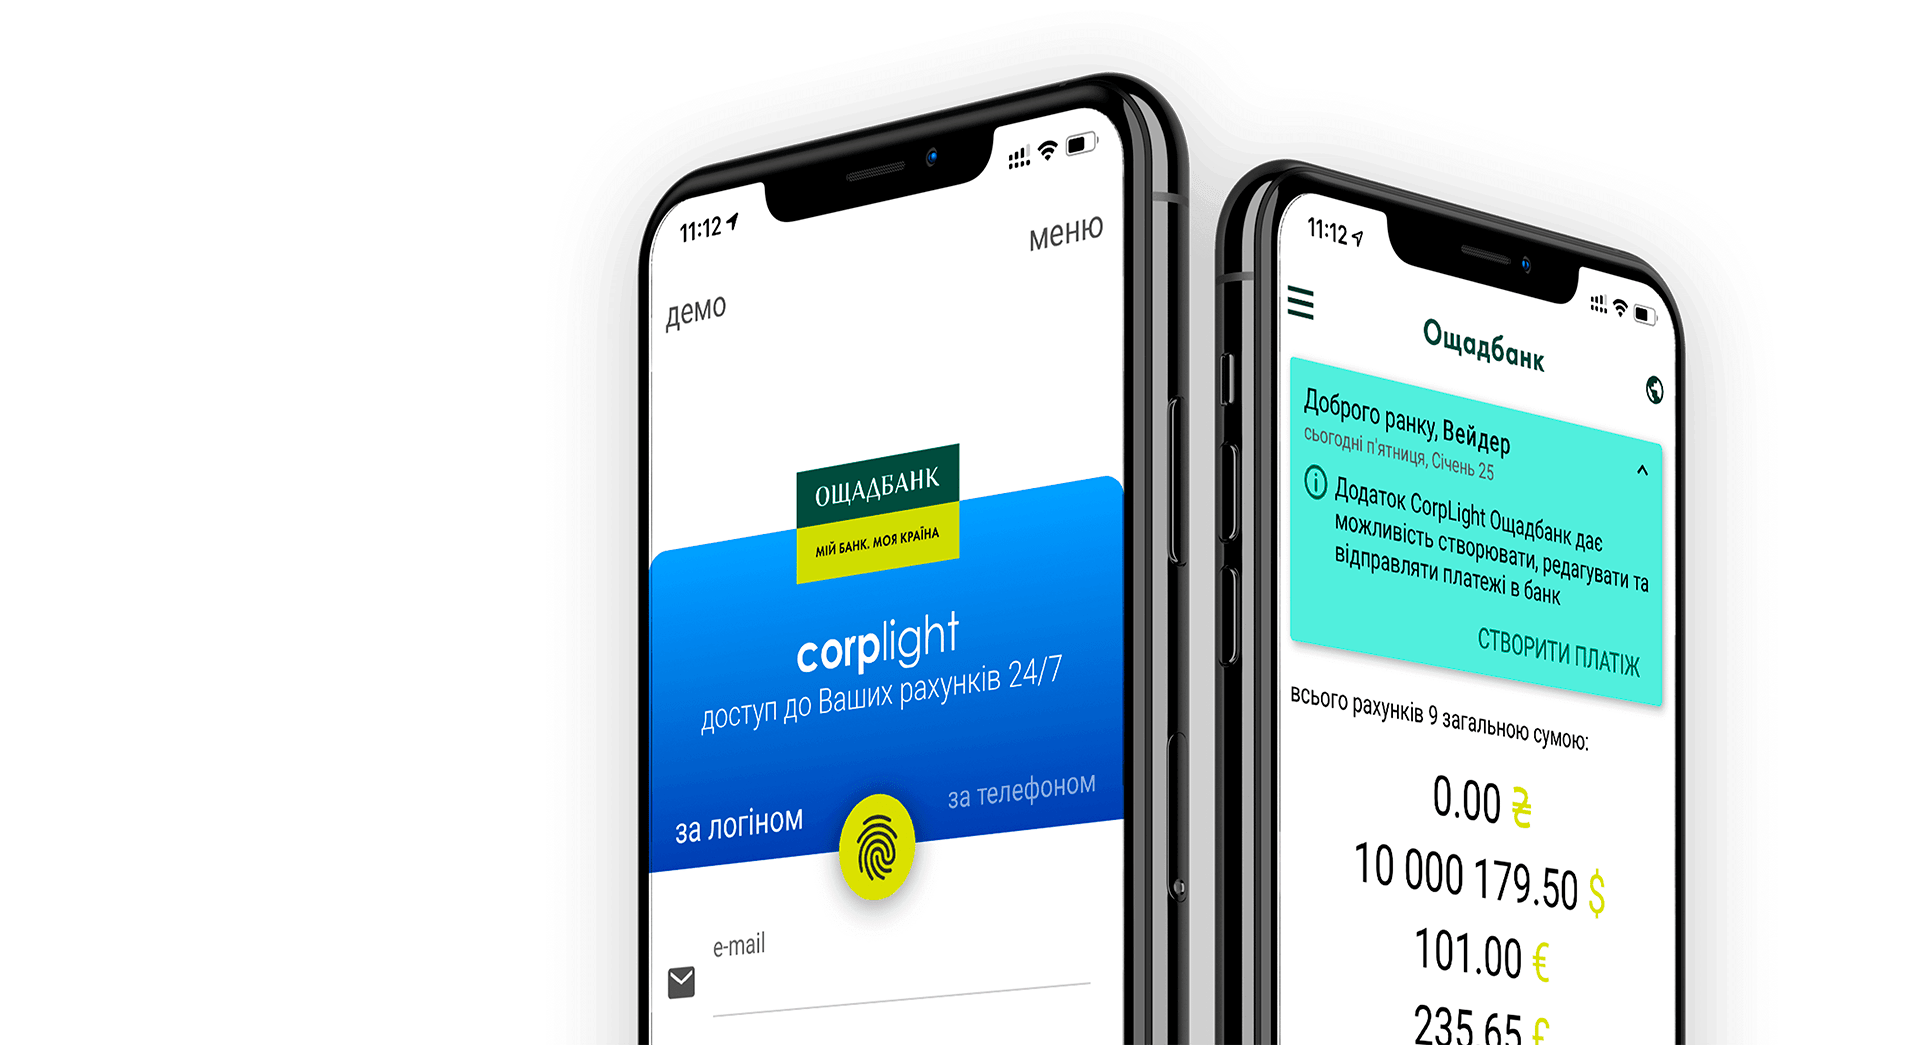 11:12
меню
демо
ОЩАДБАНК
МІЙ БАНК. МОЯ КРАЇНА
corplight
доступ до Ваших рахунків 24/7
за логіном
за телефоном
e-mail
11:12
Ощадбанк
Доброго ранку, Вейдер
сьогодні п'ятниця, Січень 25
Додаток CorpLight Ощадбанк дає
можливість створювати, редагувати та
відправляти платежі в банк
СТВОРИТИ ПЛАТІЖ
всього рахунків 9 загальною сумою:
0.00 ₴
10 000 179.50 $
101.00 €
235.65 £